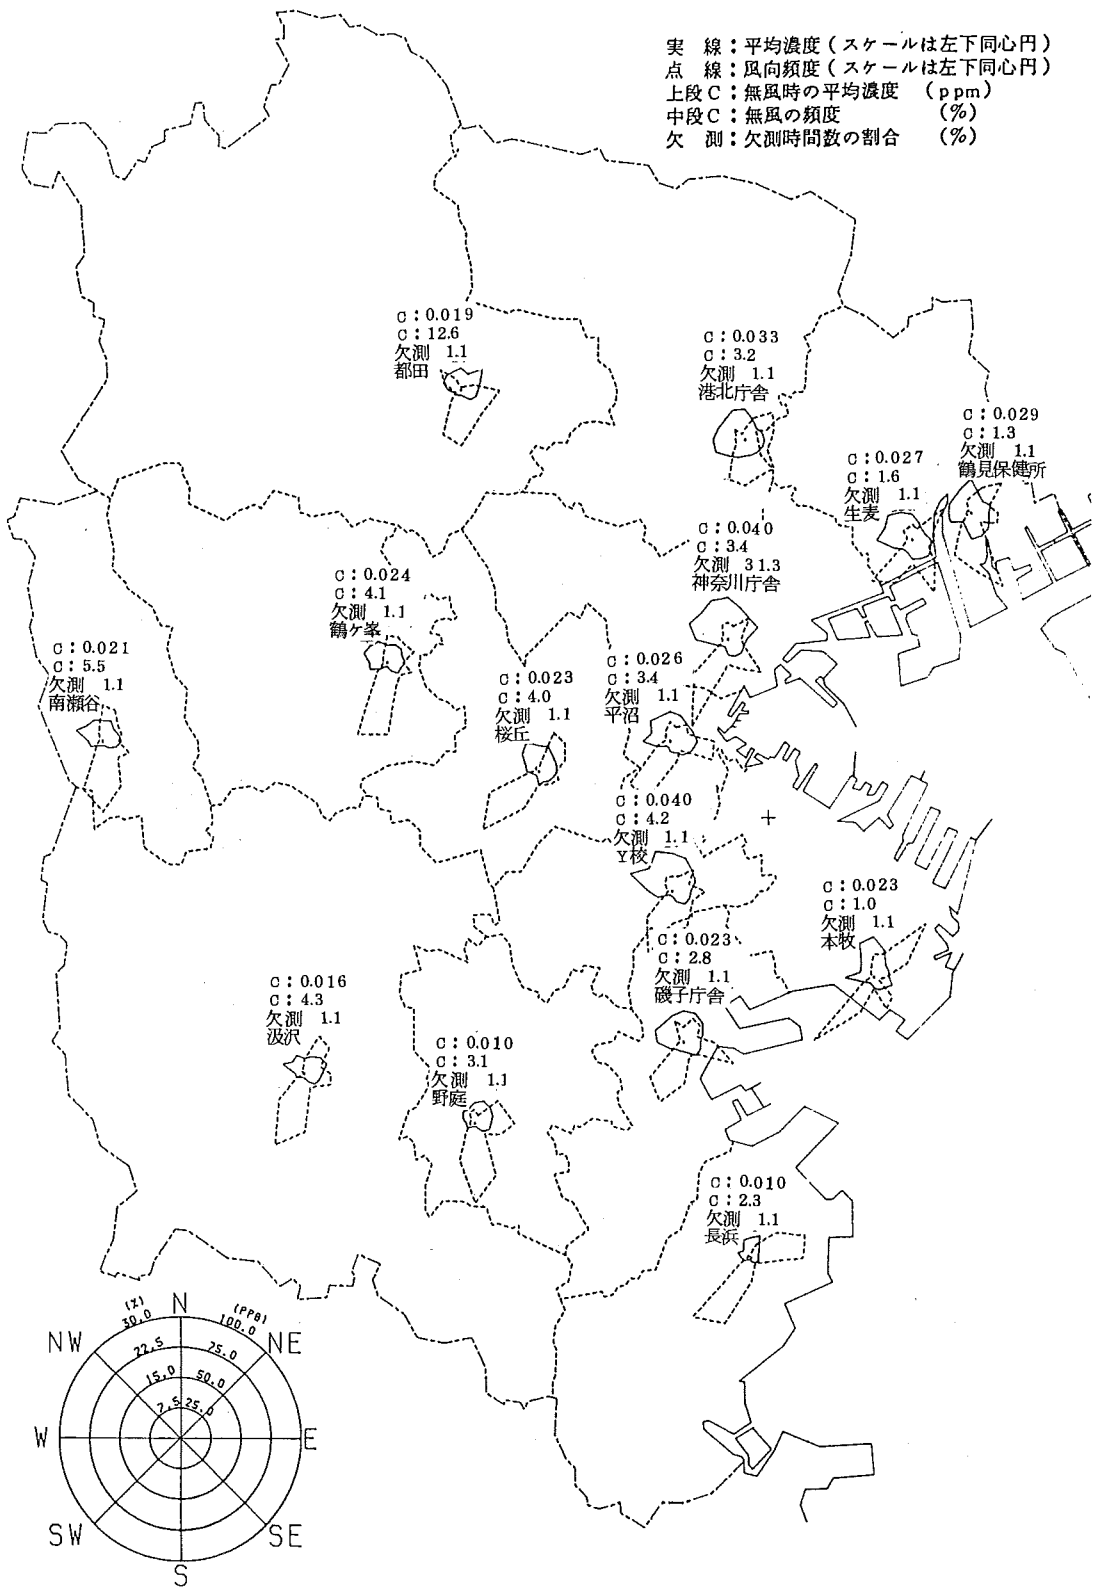 実 線：平均濃度（スケールは左下同心円）
点 線：風向頻度（スケールは左下同心円）
上段C：無風時の平均濃度 （ppm）
中段C：無風の頻度 （%）
欠 測：欠測時間数の割合 （%）
C：0.019
C：12.6
欠測 1.1
都田
C：0.033
C：3.2
欠測 1.1
港北庁舎
C：0.029
C：1.3
欠測 1.1
鶴見保健所
C：0.027
C：1.6
欠測 1.1
生麦
C：0.040
C：3.4
欠測 31.3
神奈川庁舎
C：0.024
C：4.1
欠測 1.1
鶴ケ峯
C：0.021
C：5.5
欠測 1.1
南瀬谷
C：0.026
C：3.4
欠測 1.1
平沼
C：0.023
C：4.0
欠測 1.1
桜丘
C：0.040
C：4.2
欠測 1.1
Y校
C：0.023
C：1.0
欠測 1.1
本牧
C：0.023
C：2.8
欠測 1.1
磯子庁舎
C：0.016
C：4.3
欠測 1.1
汲沢
C：0.010
C：3.1
欠測 1.1
野庭
C：0.010
C：2.3
欠測 1.1
長浜
(%) N (PPB)
30.0 100.0
NW NE
22.5 75.0
15.0 50.0
7.5 25.0
W E
SW SE
S